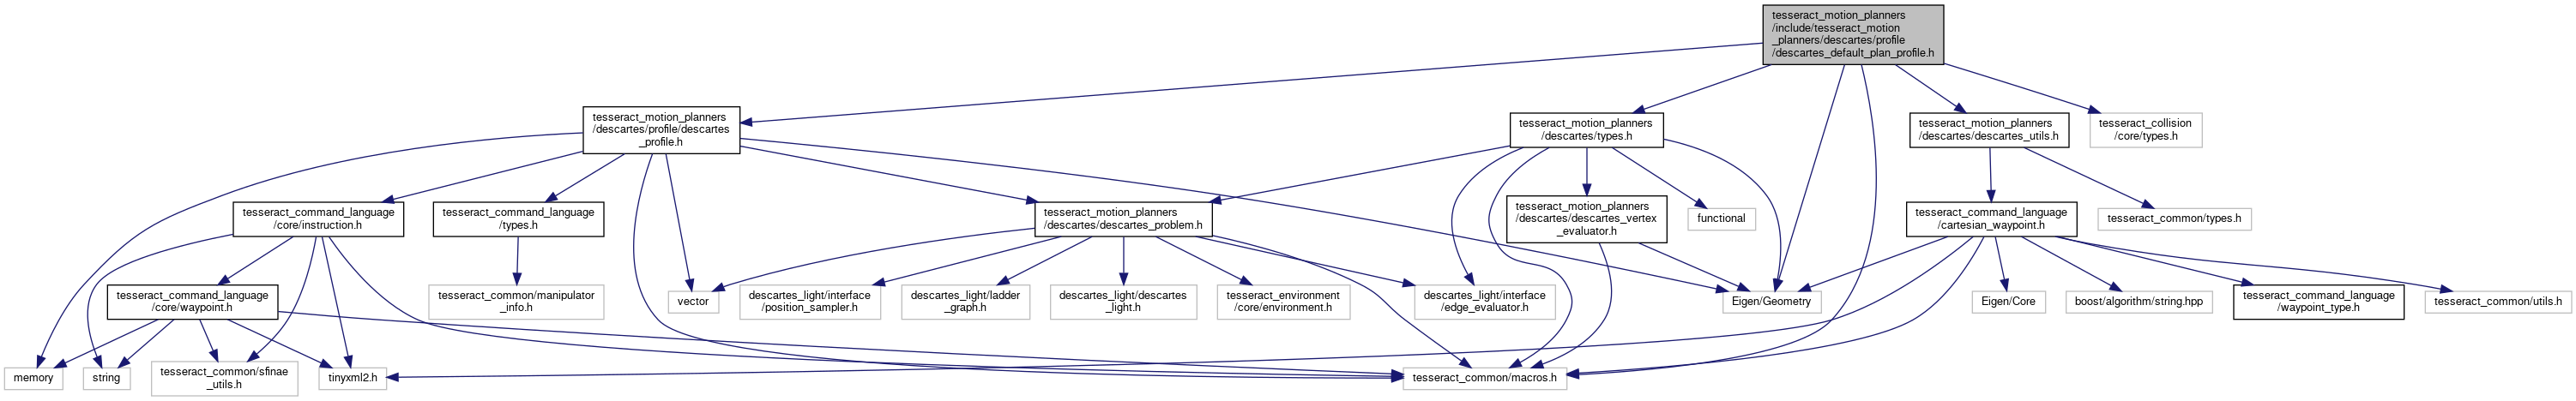 tesseract_motion_planners
/include/tesseract_motion
_planners/descartes/profile
/descartes_default_plan_profile.h
tesseract_motion_planners
/descartes/profile/descartes
_profile.h
tesseract_motion_planners
/descartes/types.h
tesseract_motion_planners
/descartes/descartes_utils.h
tesseract_collision
/core/types.h
tesseract_command_language
/core/instruction.h
tesseract_command_language
/types.h
tesseract_motion_planners
/descartes/descartes_problem.h
tesseract_motion_planners
/descartes/descartes_vertex
_evaluator.h
functional
tesseract_command_language
/cartesian_waypoint.h
tesseract_common/types.h
tesseract_command_language
/core/waypoint.h
tesseract_common/manipulator
_info.h
vector
descartes_light/interface
/position_sampler.h
descartes_light/ladder
_graph.h
descartes_light/descartes
_light.h
tesseract_environment
/core/environment.h
descartes_light/interface
/edge_evaluator.h
Eigen/Geometry
Eigen/Core
boost/algorithm/string.hpp
tesseract_command_language
/waypoint_type.h
tesseract_common/utils.h
memory
string
tesseract_common/sfinae
_utils.h
tinyxml2.h
tesseract_common/macros.h